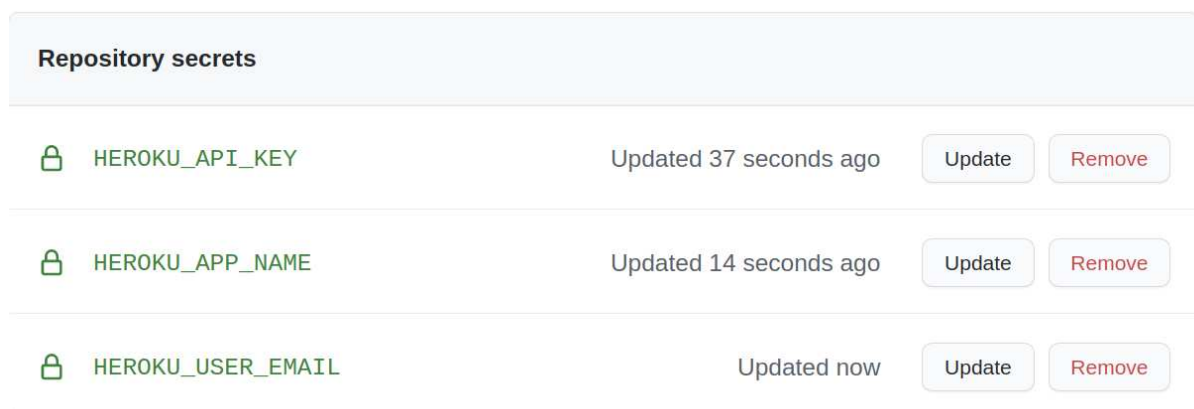 Repository secrets
HEROKU_API_KEY Updated 37 seconds ago Update Remove
HEROKU_APP_NAME Updated 14 seconds ago Update Remove
HEROKU_USER_EMAIL Updated now Update Remove